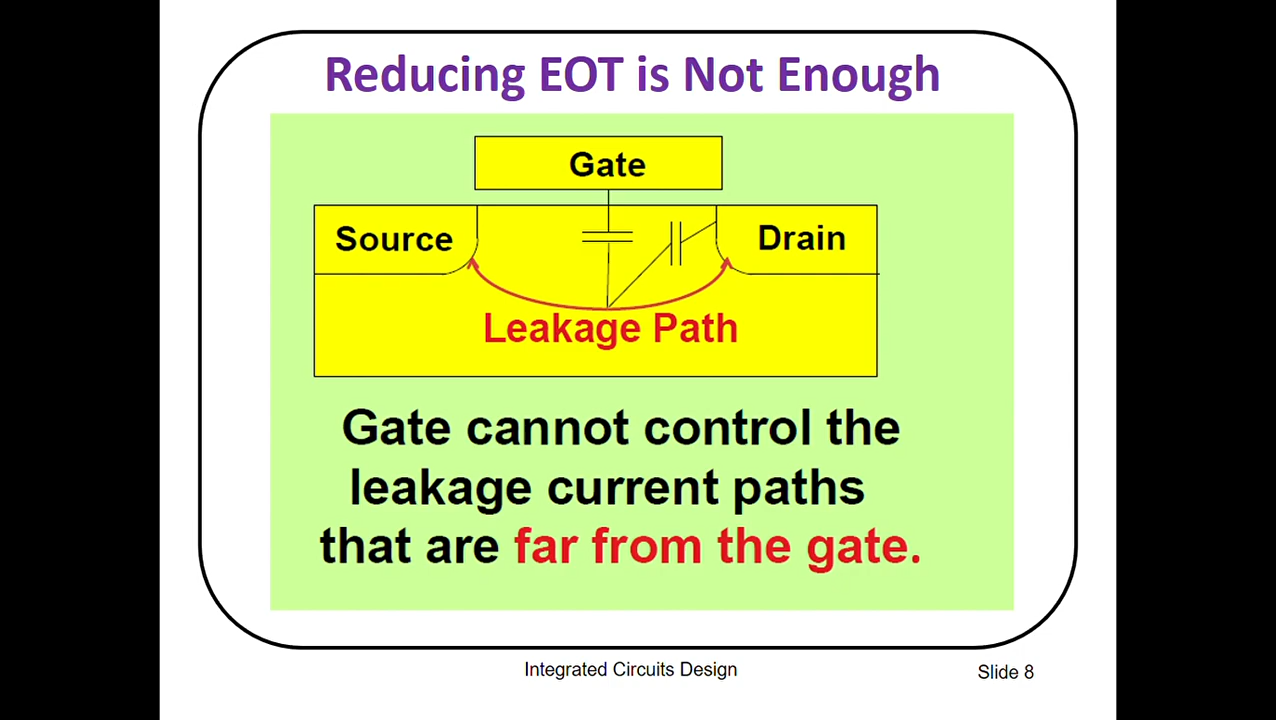 Reducing EOT is Not Enough
Gate
Source
Drain
Leakage Path
Gate cannot control the
leakage current paths
that are far from the gate.
Integrated Circuits Design
Slide 8